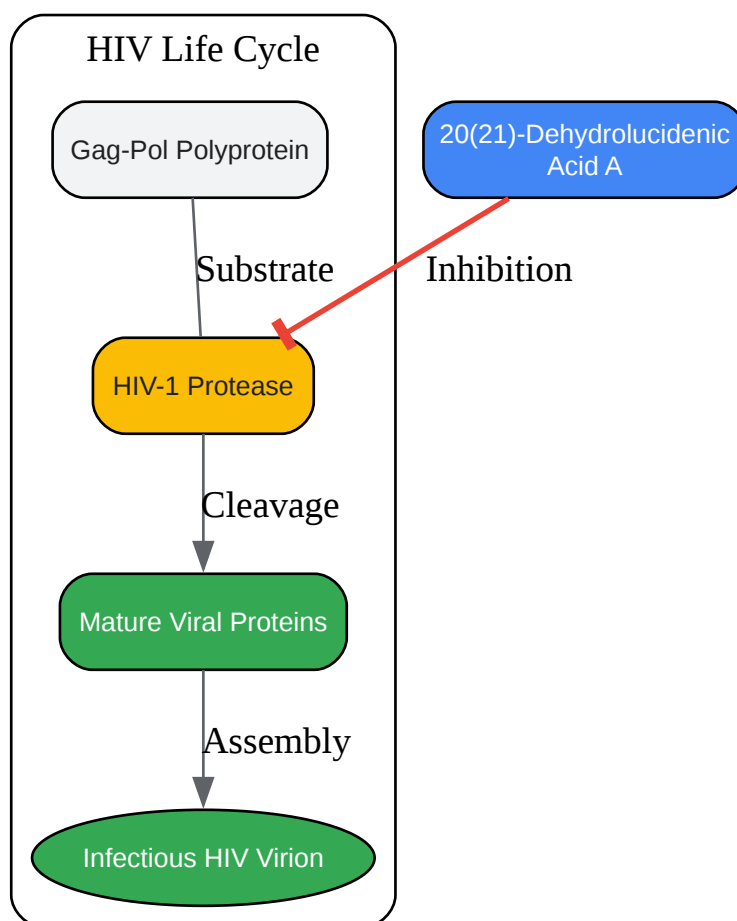 HIV Life Cycle
Gag-Pol Polyprotein
20(21)-Dehydrolucidenic
Acid A
Substrate
Inhibition
HIV-1 Protease
Cleavage
Mature Viral Proteins
Assembly
Infectious HIV Virion